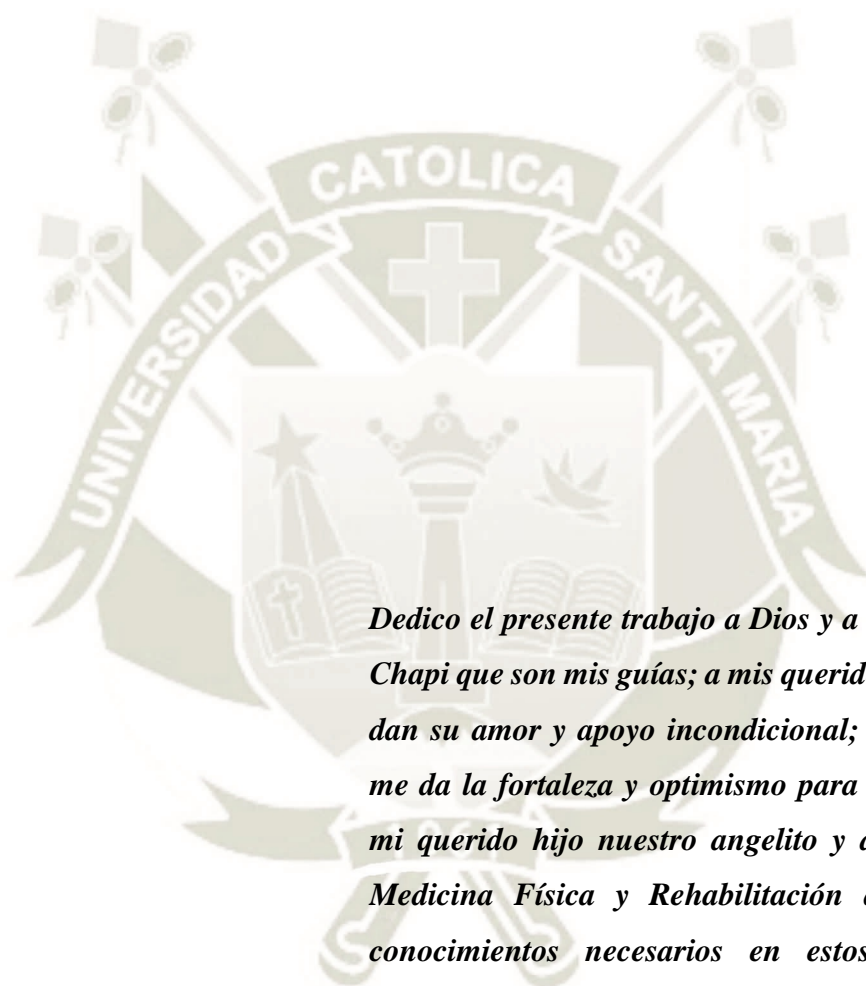 UNIVERSIDAD CATOLICA SANTA MARIA
Dedico el presente trabajo a Dios y a
Chapi que son mis guías; a mis querid
dan su amor y apoyo incondicional;
me da la fortaleza y optimismo para
mi querido hijo nuestro angelito y a
Medicina Física y Rehabilitación
conocimientos necesarios en estos